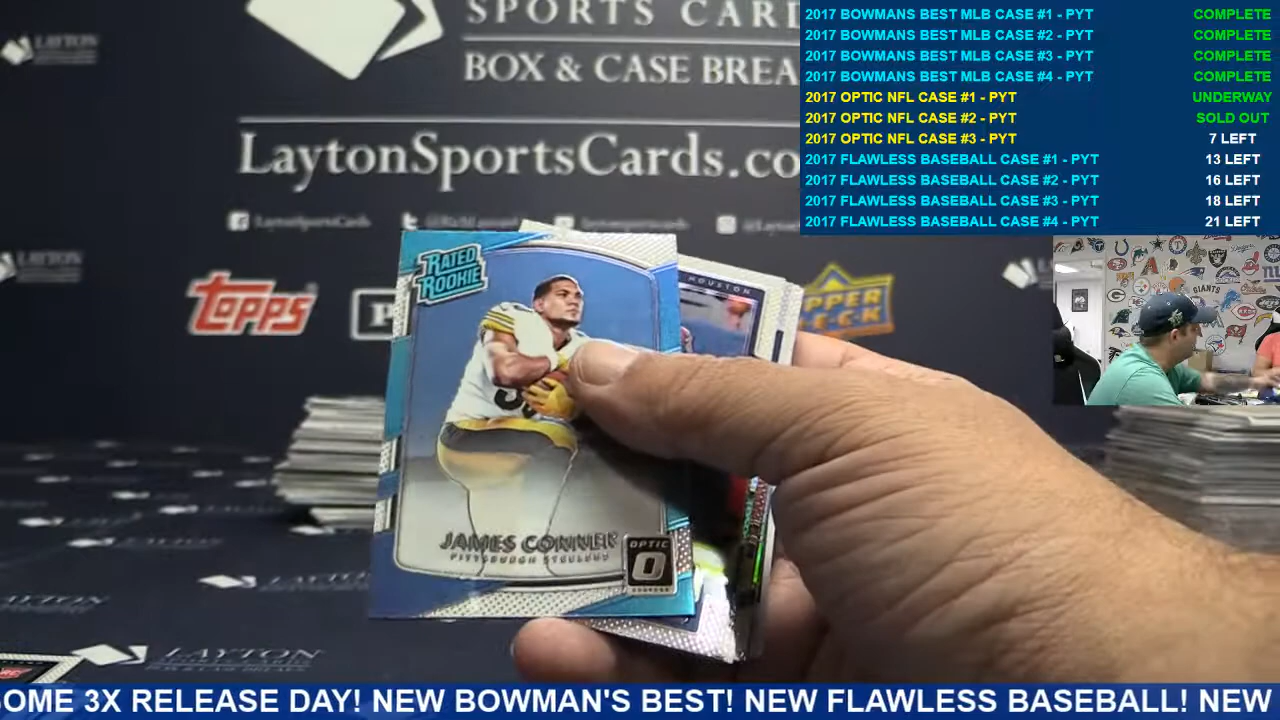 SPORTS CAR
BOX & CASE BREA
LaytonSportsCards.co
LaytonSportsCards
LAYTON
TOPPS
UPPER
DECK
HOUSTON
RATED
ROOKIE
JAMES CONNER
PITTSBURGH STEELERS
OPTIC
LAYTON
2017 BOWMANS BEST MLB CASE #1 - PYT COMPLETE
2017 BOWMANS BEST MLB CASE #2 - PYT COMPLETE
2017 BOWMANS BEST MLB CASE #3 - PYT COMPLETE
2017 BOWMANS BEST MLB CASE #4 - PYT COMPLETE
2017 OPTIC NFL CASE #1 - PYT UNDERWAY
2017 OPTIC NFL CASE #2 - PYT SOLD OUT
2017 OPTIC NFL CASE #3 - PYT 7 LEFT
2017 FLAWLESS BASEBALL CASE #1 - PYT 13 LEFT
2017 FLAWLESS BASEBALL CASE #2 - PYT 16 LEFT
2017 FLAWLESS BASEBALL CASE #3 - PYT 18 LEFT
2017 FLAWLESS BASEBALL CASE #4 - PYT 21 LEFT
GIANTS
OME 3X RELEASE DAY! NEW BOWMAN'S BEST! NEW FLAWLESS BASEBALL! NEW